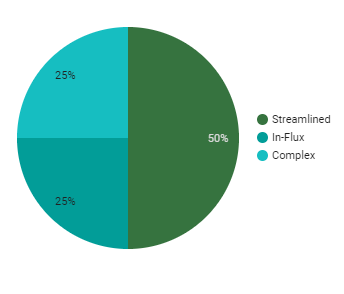 25%
50%
25%
Streamlined
In-Flux
Complex